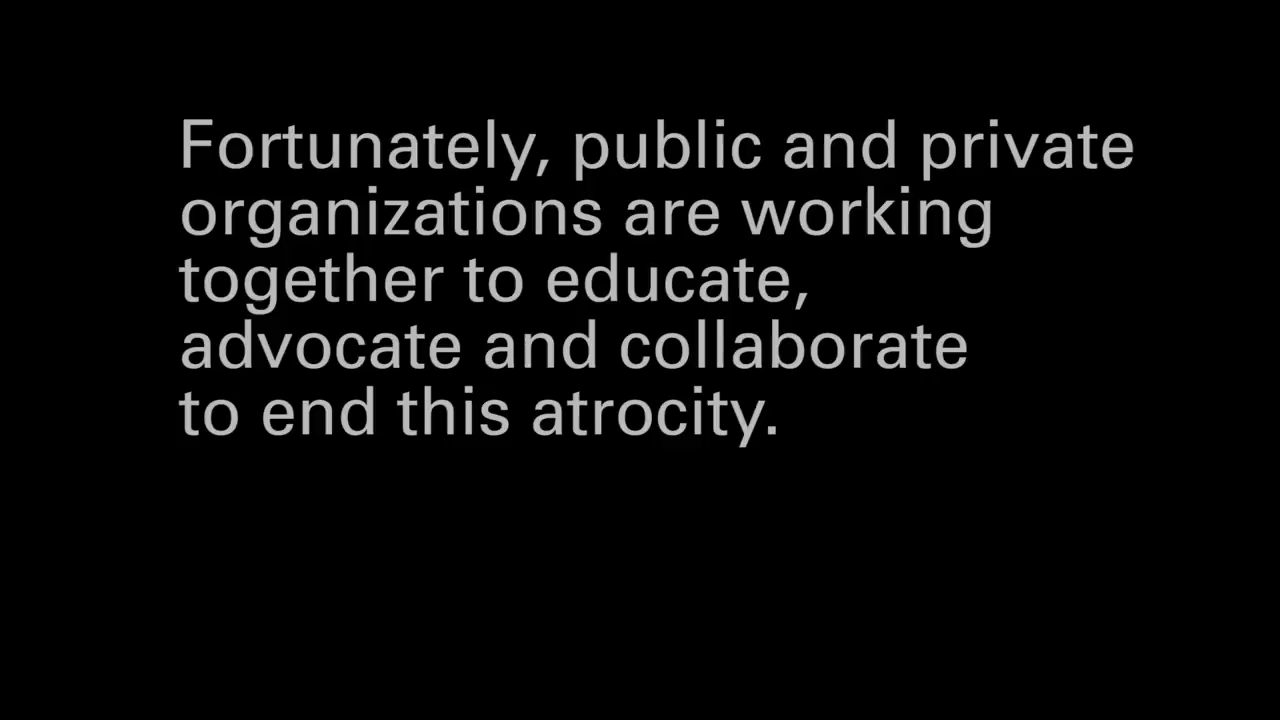 Fortunately, public and private
organizations are working
together to educate,
advocate and collaborate
to end this atrocity.